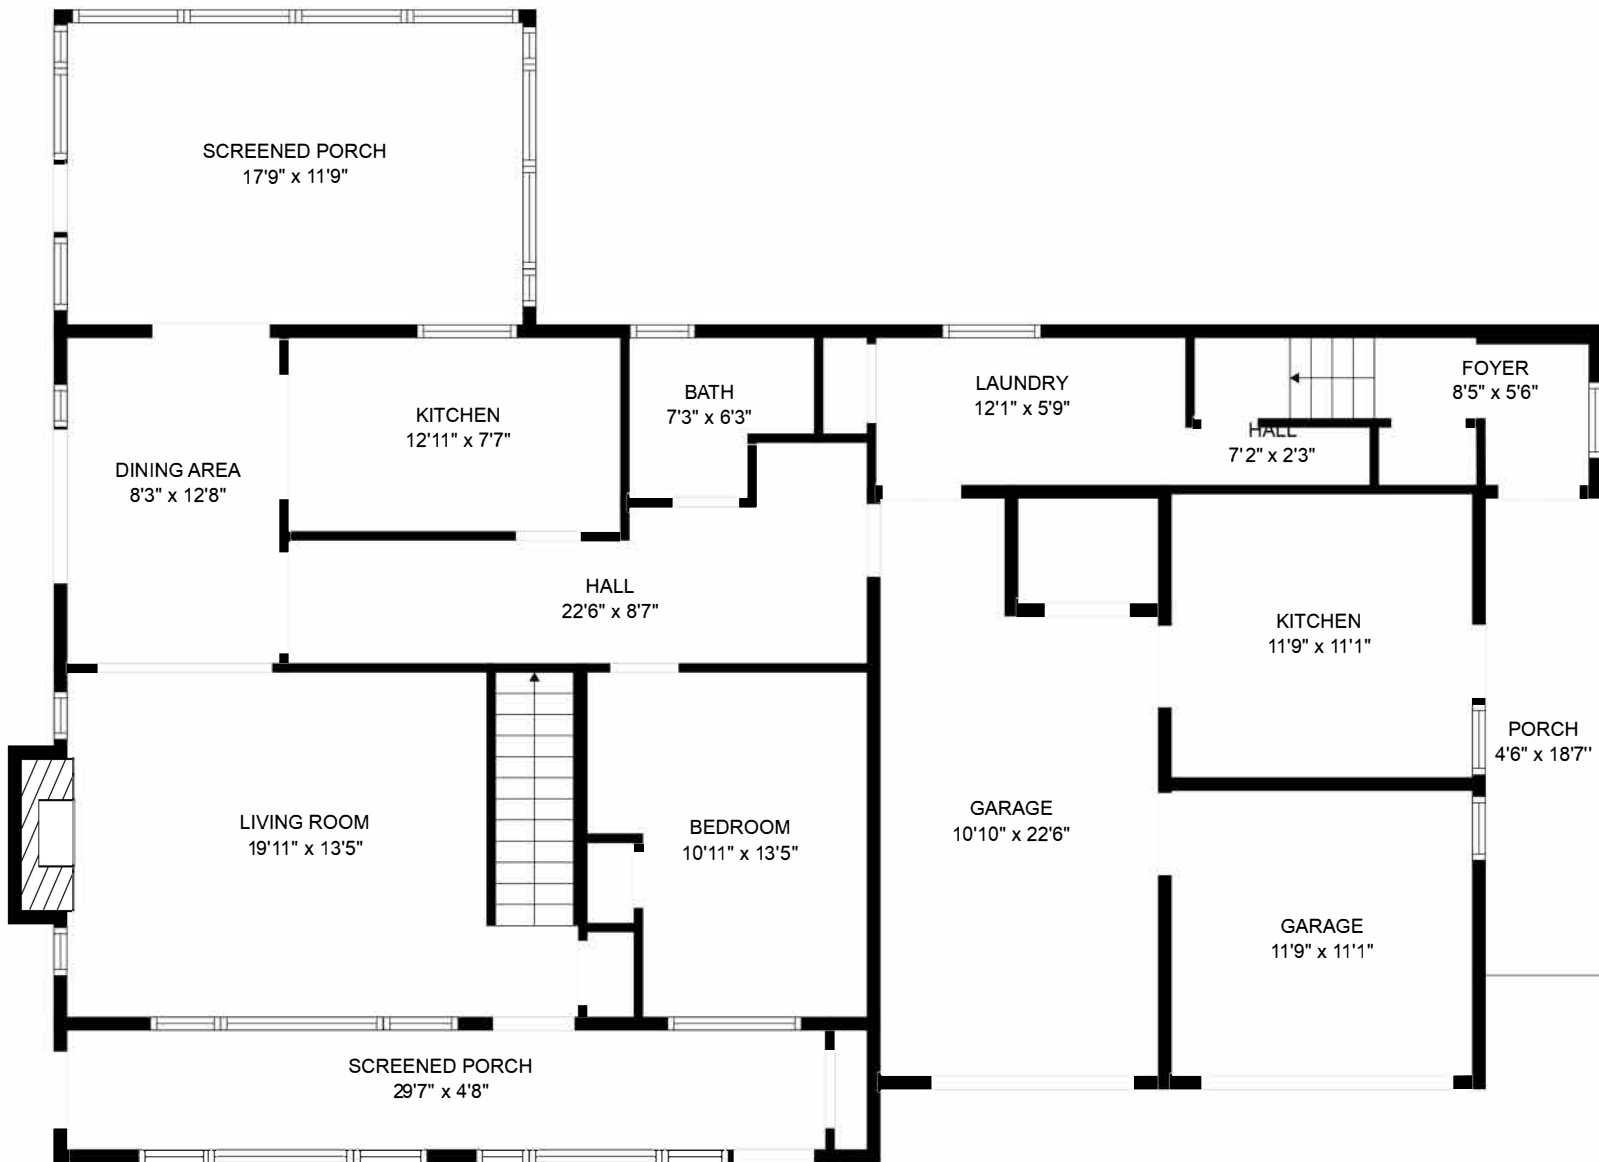 SCREENED PORCH
17'9" x 11'9"
FOYER
8'5" x 5'6"
LAUNDRY
12'1" x 5'9"
BATH
7'3" x 6'3"
KITCHEN
12'11" x 7'7"
HALL
7'2" x 2'3"
DINING AREA
8'3" x 12'8"
HALL
22'6" x 8'7"
KITCHEN
11'9" x 11'1"
PORCH
4'6" x 18'7''
GARAGE
10'10" x 22'6"
LIVING ROOM
19'11" x 13'5"
BEDROOM
10'11" x 13'5"
GARAGE
11'9" x 11'1"
SCREENED PORCH
29'7" x 4'8"